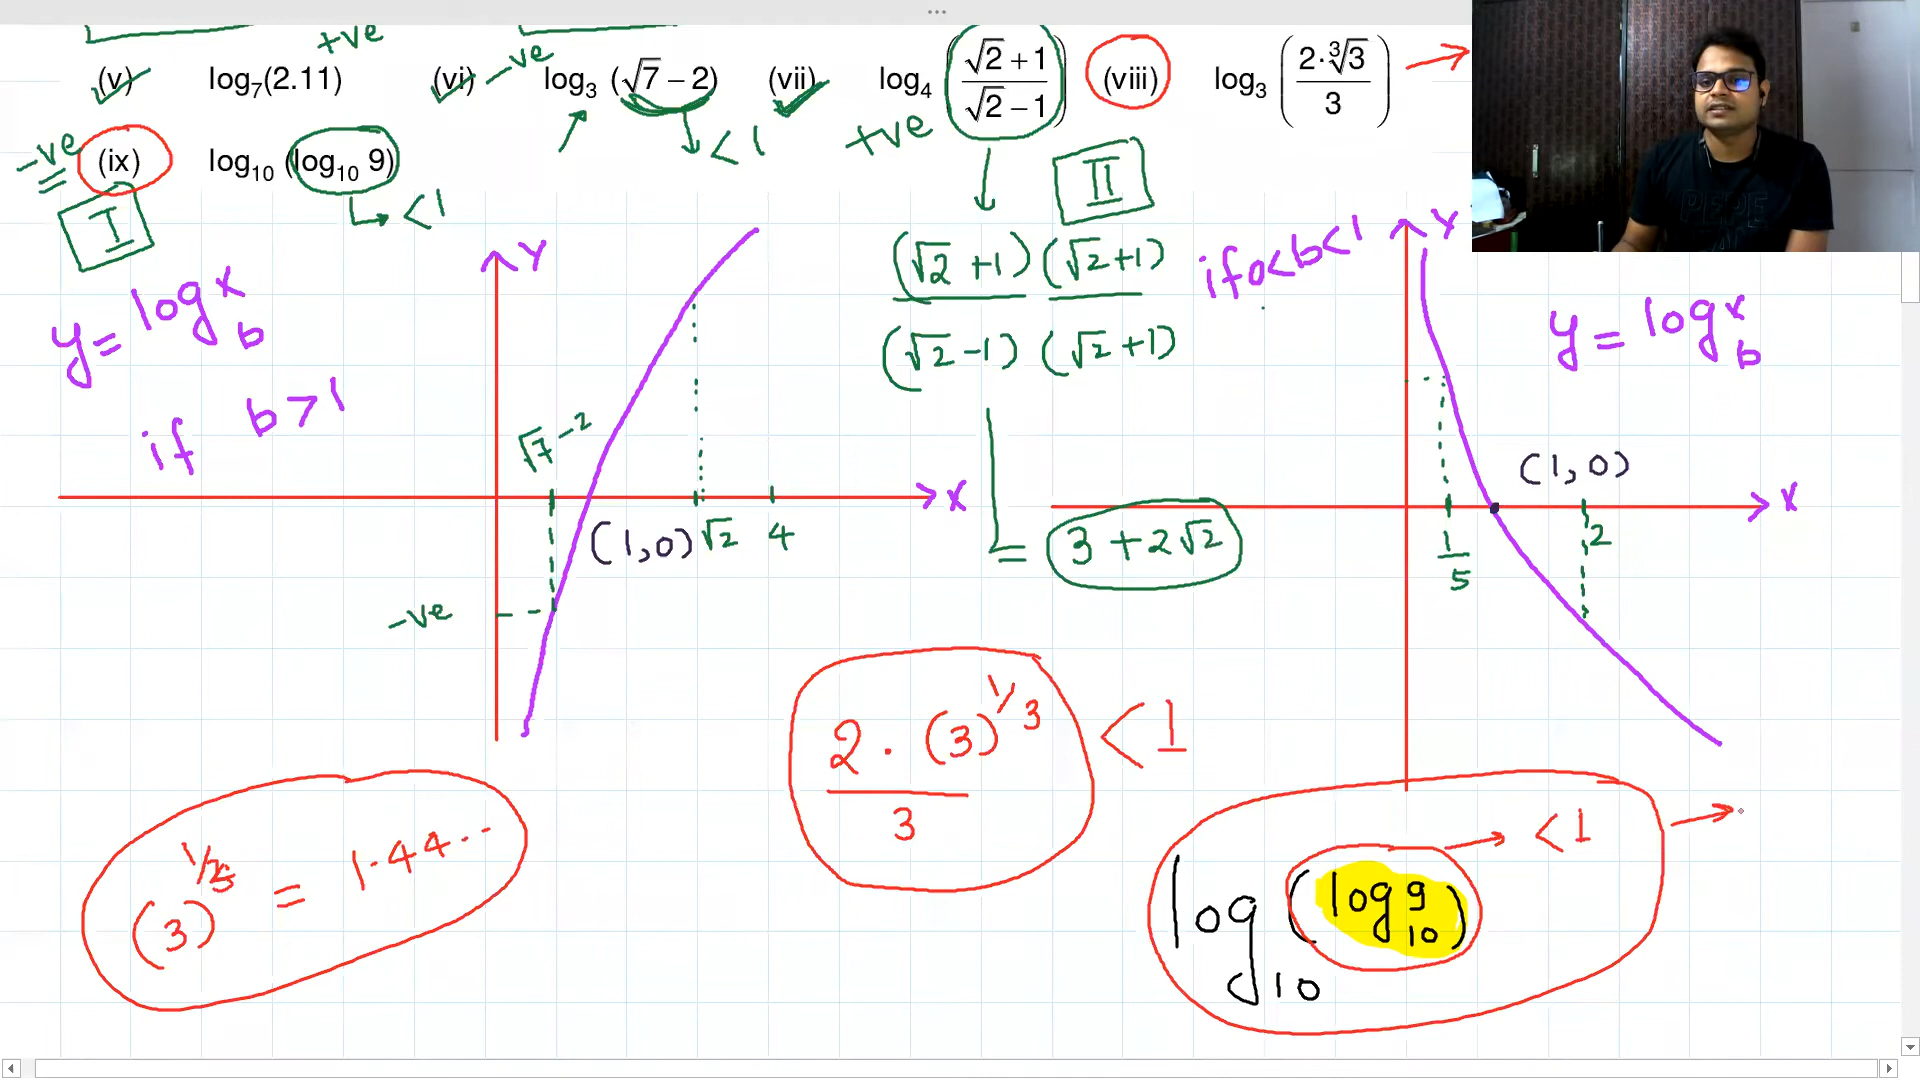 +ve
(v) log₇(2.11) (vi) -ve log₃ (√7 − 2) (vii) log₄ (√2 + 1 / √2 − 1) (viii) log₃ (2·∛3 / 3)
-ve (ix) log₁₀ (log₁₀ 9) < 1 < 1 +ve
I
II
y = log_b x
if b > 1
Y
X
√7 - 2
(1,0) √2 4
-ve
(√2 + 1) (√2 + 1)
(√2 - 1) (√2 + 1)
= 3 + 2√2
if 0 < b < 1
Y
y = log_b x
(1,0)
X
1/5
2
2 · (3)^1/3 / 3 < 1
= 1.44...
log₁₀ (log₁₀ 9) → < 1